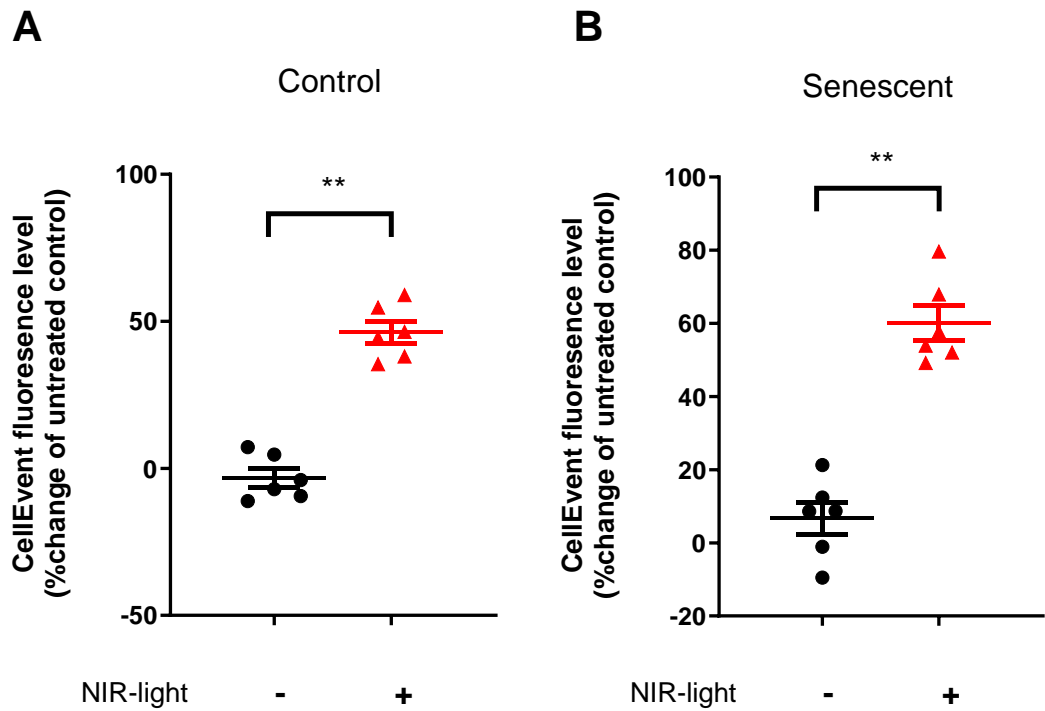 A
Control
CellEvent fluoresence level
(%change of untreated control)
100
**
50
0
-50
NIR-light - +
B
Senescent
CellEvent fluoresence level
(%change of untreated control)
100
**
80
60
40
20
0
-20
NIR-light - +